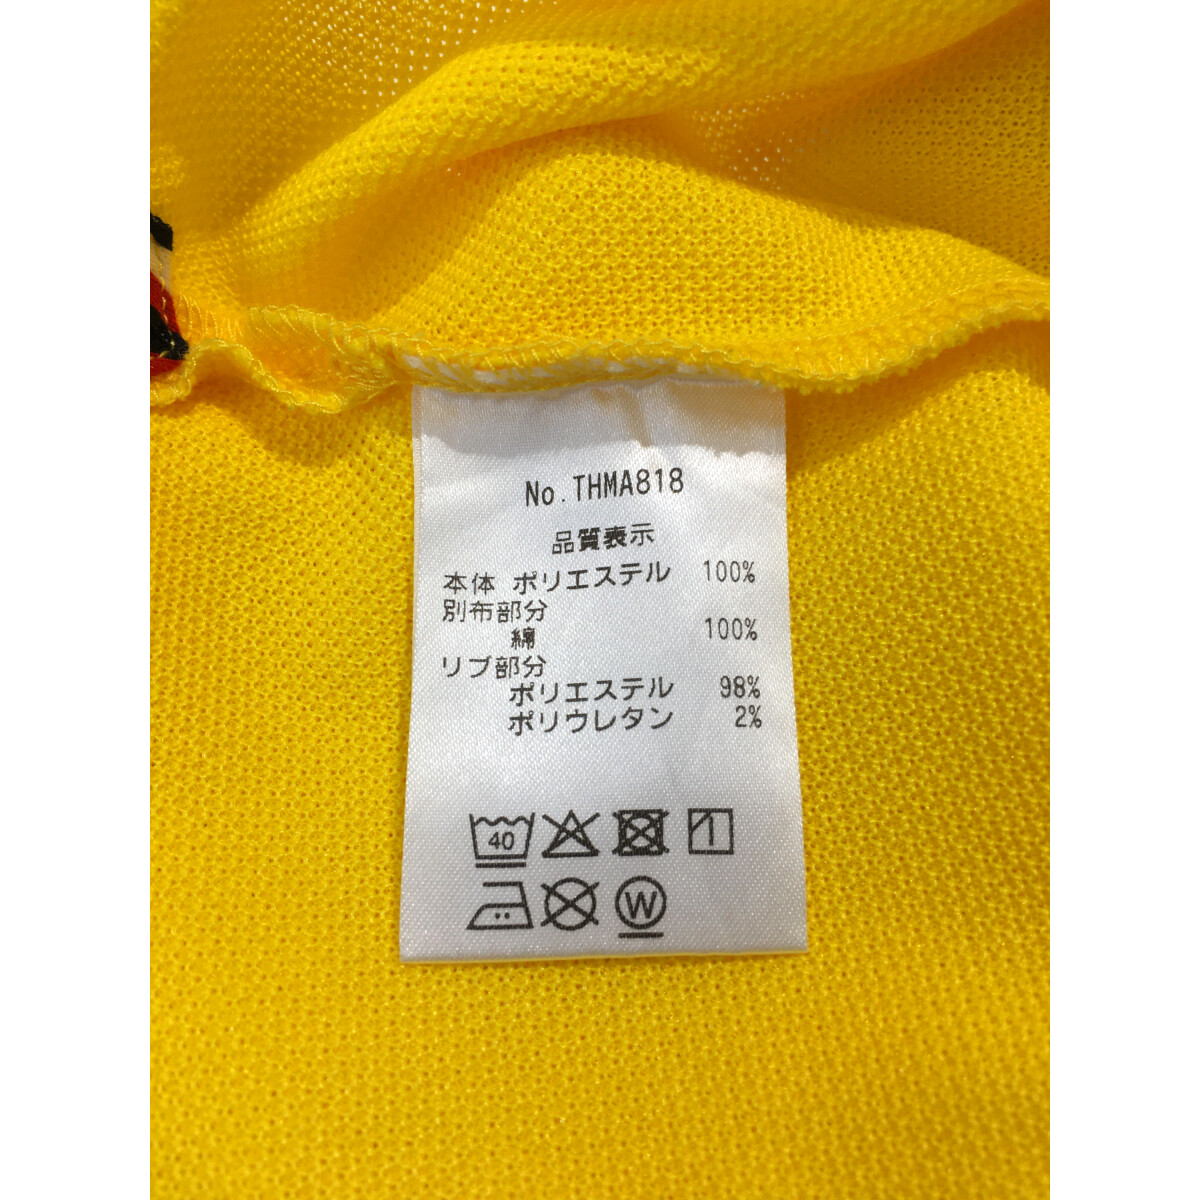 No.THMA818
品質表示
本体 ポリエステル 100%
別布部分
綿 100%
リブ部分
ポリエステル 98%
ポリウレタン 2%
40
W